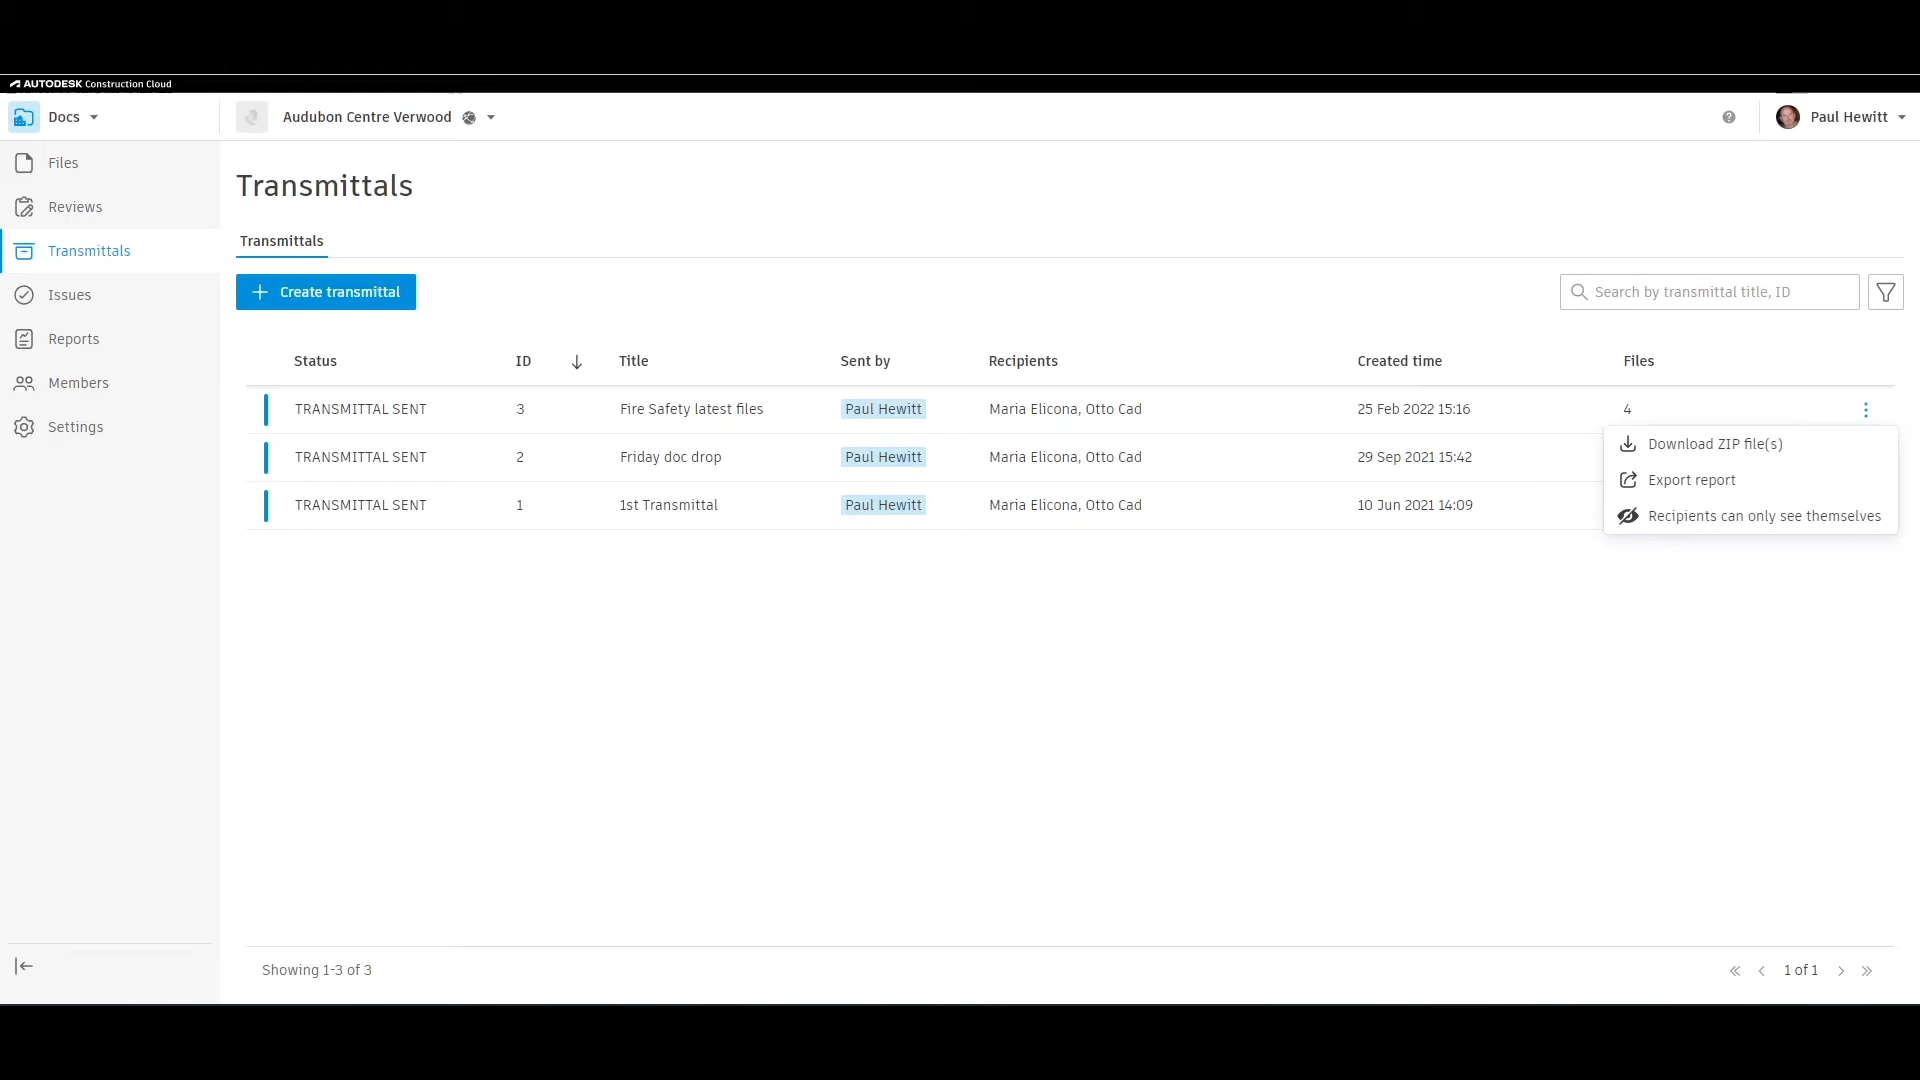 AUTODESK Construction Cloud
Docs
Audubon Centre Verwood
Paul Hewitt
Files
Reviews
Transmittals
Issues
Reports
Members
Settings
Transmittals
Transmittals
Create transmittal
Search by transmittal title, ID
Status ID Title Sent by Recipients Created time Files
TRANSMITTAL SENT 3 Fire Safety latest files Paul Hewitt Maria Elicona, Otto Cad 25 Feb 2022 15:16 4
TRANSMITTAL SENT 2 Friday doc drop Paul Hewitt Maria Elicona, Otto Cad 29 Sep 2021 15:42
TRANSMITTAL SENT 1 1st Transmittal Paul Hewitt Maria Elicona, Otto Cad 10 Jun 2021 14:09
Download ZIP file(s)
Export report
Recipients can only see themselves
Showing 1-3 of 3
1 of 1